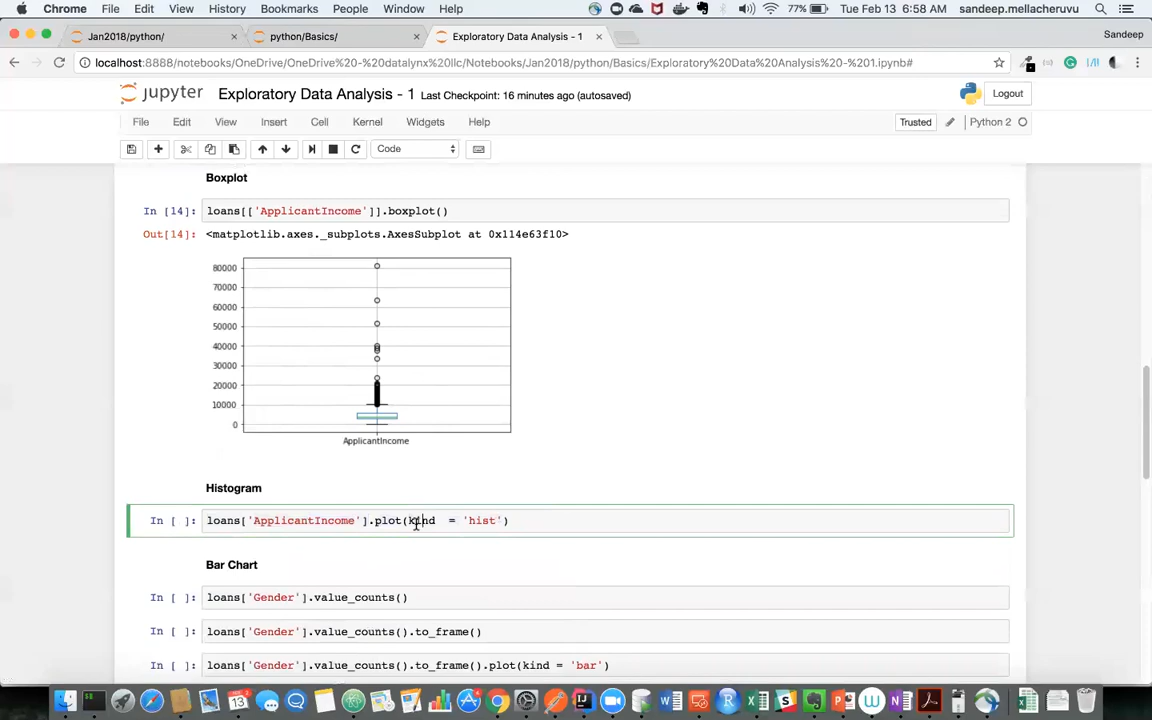 Chrome File Edit View History Bookmarks People Window Help 77% Tue Feb 13 6:58 AM sandeep.mellacheruvu
Jan2018/python/ × python/Basics/ × Exploratory Data Analysis - 1 × Sandeep
localhost:8888/notebooks/OneDrive/OneDrive%20-%20datalynx%20llc/Notebooks/Jan2018/python/Basics/Exploratory%20Data%20Analysis%20-%201.ipynb#
jupyter Exploratory Data Analysis - 1 Last Checkpoint: 16 minutes ago (autosaved) Logout
File Edit View Insert Cell Kernel Widgets Help Trusted Python 2
Code
Boxplot
In [14]: loans[['ApplicantIncome']].boxplot()
Out[14]: <matplotlib.axes._subplots.AxesSubplot at 0x114e63f10>
80000
70000
60000
50000
40000
30000
20000
10000
0
ApplicantIncome
Histogram
In [ ]: loans['ApplicantIncome'].plot(kind  = 'hist')
Bar Chart
In [ ]: loans['Gender'].value_counts()
In [ ]: loans['Gender'].value_counts().to_frame()
In [ ]: loans['Gender'].value_counts().to_frame().plot(kind = 'bar')